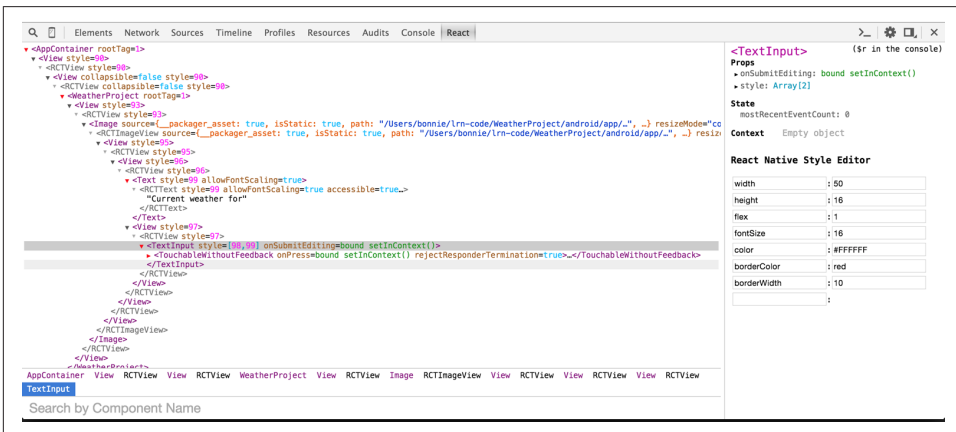 Elements Network Sources Timeline Profiles Resources Audits Console React
<AppContainer rootTag=1>
<View style=90>
<RCTView style=90>
<View collapsible=false style=90>
<RCTView collapsible=false style=90>
<WeatherProject rootTag=1>
<View style=93>
<RCTView style=93>
<Image source={__packager_asset: true, isStatic: true, path: "/Users/bonnie/lrn-code/WeatherProject/android/app/…", …} resizeMode="co
<RCTImageView source={__packager_asset: true, isStatic: true, path: "/Users/bonnie/lrn-code/WeatherProject/android/app/…", …} resize
<View style=95>
<RCTView style=95>
<View style=96>
<RCTView style=96>
<Text style=99 allowFontScaling=true>
<RCTText style=99 allowFontScaling=true accessible=true…>
"Current weather for"
</RCTText>
</Text>
<View style=97>
<RCTView style=97>
<TextInput style=[98,99] onSubmitEditing=bound setInContext()>
<TouchableWithoutFeedback onPress=bound setInContext() rejectResponderTermination=true>…</TouchableWithoutFeedback>
</TextInput>
</RCTView>
</View>
</RCTView>
</View>
</RCTView>
</View>
</RCTImageView>
</Image>
</RCTView>
</View>
</WeatherProject>
AppContainer View RCTView View RCTView WeatherProject View RCTView Image RCTImageView View RCTView View RCTView View RCTView
TextInput
Search by Component Name
<TextInput> ($r in the console)
Props
onSubmitEditing: bound setInContext()
style: Array[2]
State
mostRecentEventCount: 0
Context Empty object
React Native Style Editor
width : 50
height : 16
flex : 1
fontSize : 16
color : #FFFFFF
borderColor : red
borderWidth : 10
: